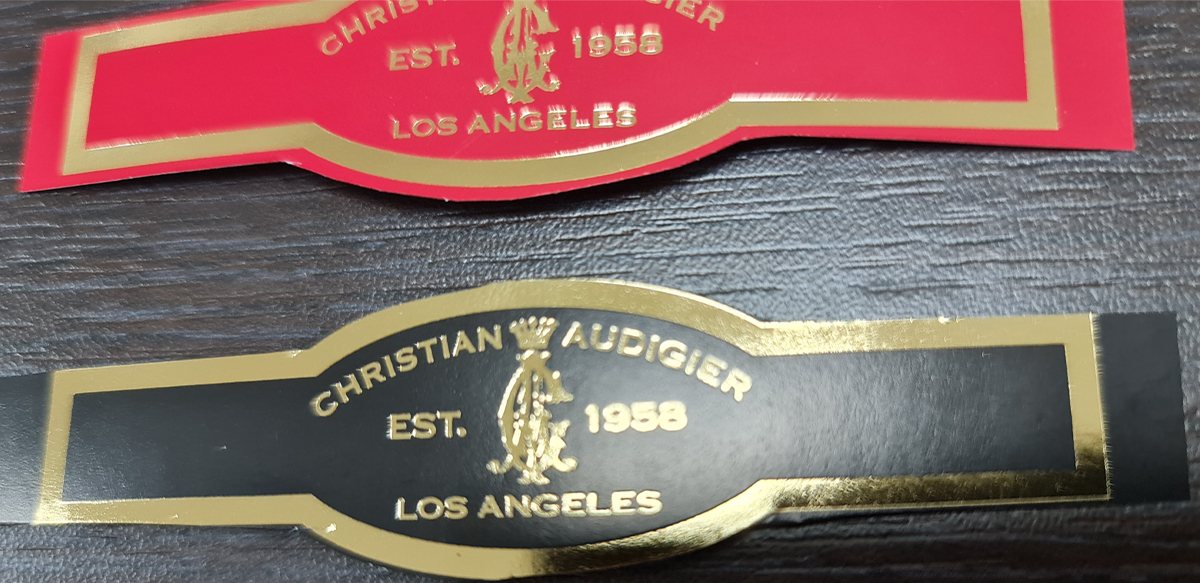 CHRISTIAN AUDIGIER
EST. 1958
LOS ANGELES
CHRISTIAN AUDIGIER
EST. 1958
LOS ANGELES